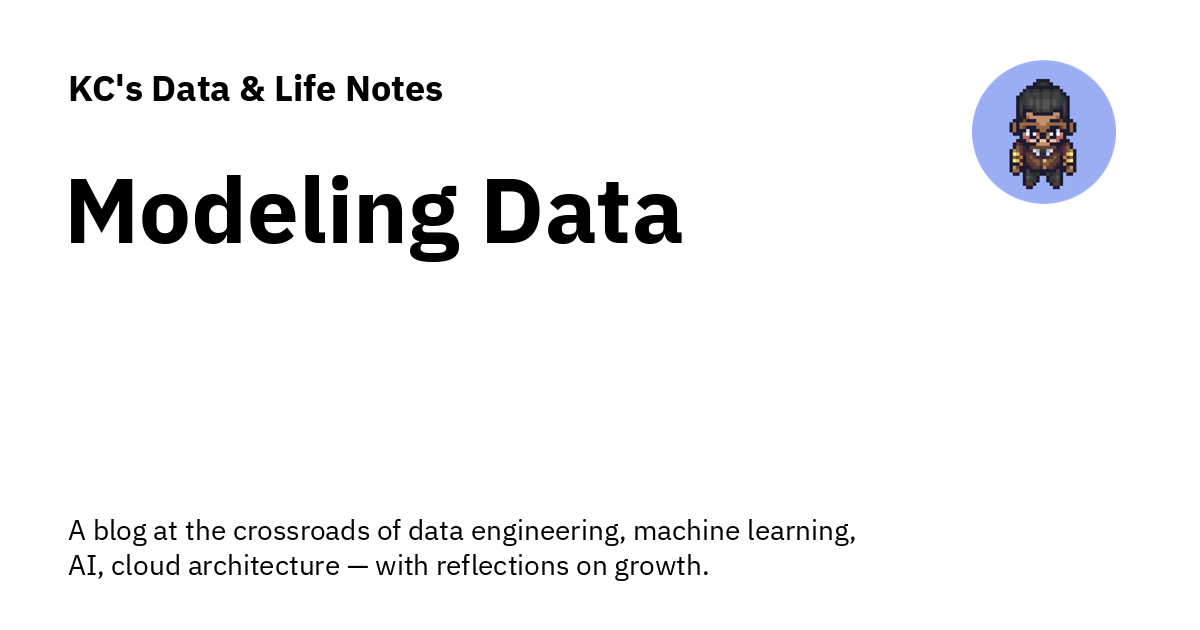 KC's Data & Life Notes
Modeling Data
A blog at the crossroads of data engineering, machine learning,
AI, cloud architecture — with reflections on growth.